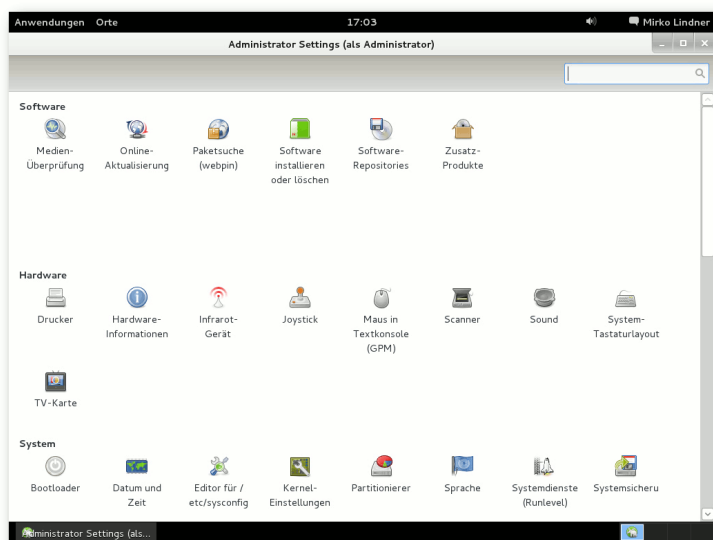 Anwendungen Orte 17:03 Mirko Lindner
Administrator Settings (als Administrator)
Software
Medien-
Überprüfung
Online-
Aktualisierung
Paketsuche
(webpin)
Software
installieren
oder löschen
Software-
Repositories
Zusatz-
Produkte
Hardware
Drucker
Hardware-
Informationen
Infrarot-
Gerät
Joystick
Maus in
Textkonsole
(GPM)
Scanner
Sound
System-
Tastaturlayout
TV-Karte
System
Bootloader
Datum und
Zeit
Editor für /
etc/sysconfig
Kernel-
Einstellungen
Partitionierer
Sprache
Systemdienste
(Runlevel)
Systemsicheru
Administrator Settings (als...